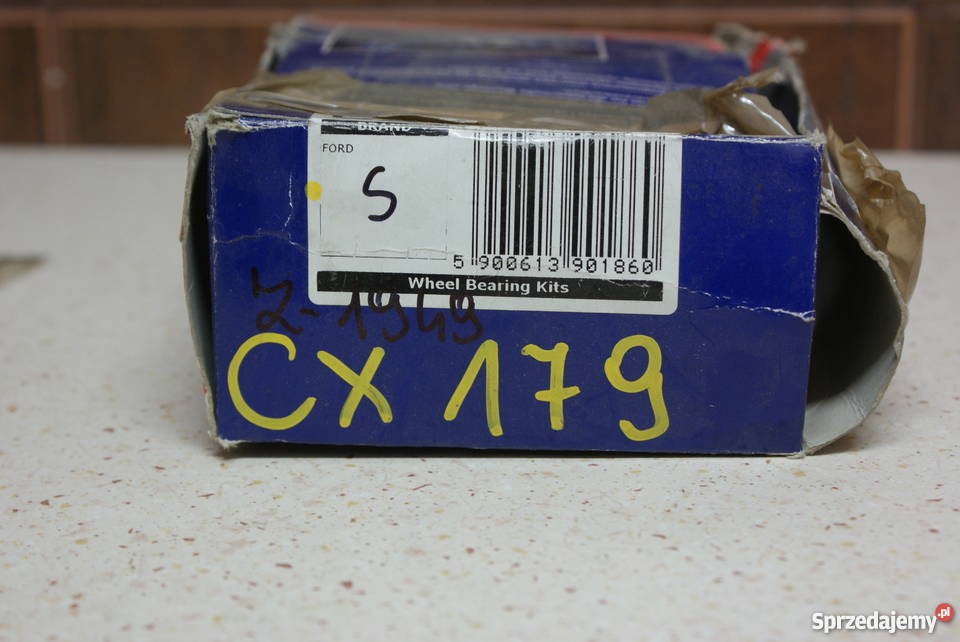 BRAND
FORD
S
5 900613 901860
Wheel Bearing Kits
Z-1949
CX 179
Sprzedajemy.pl